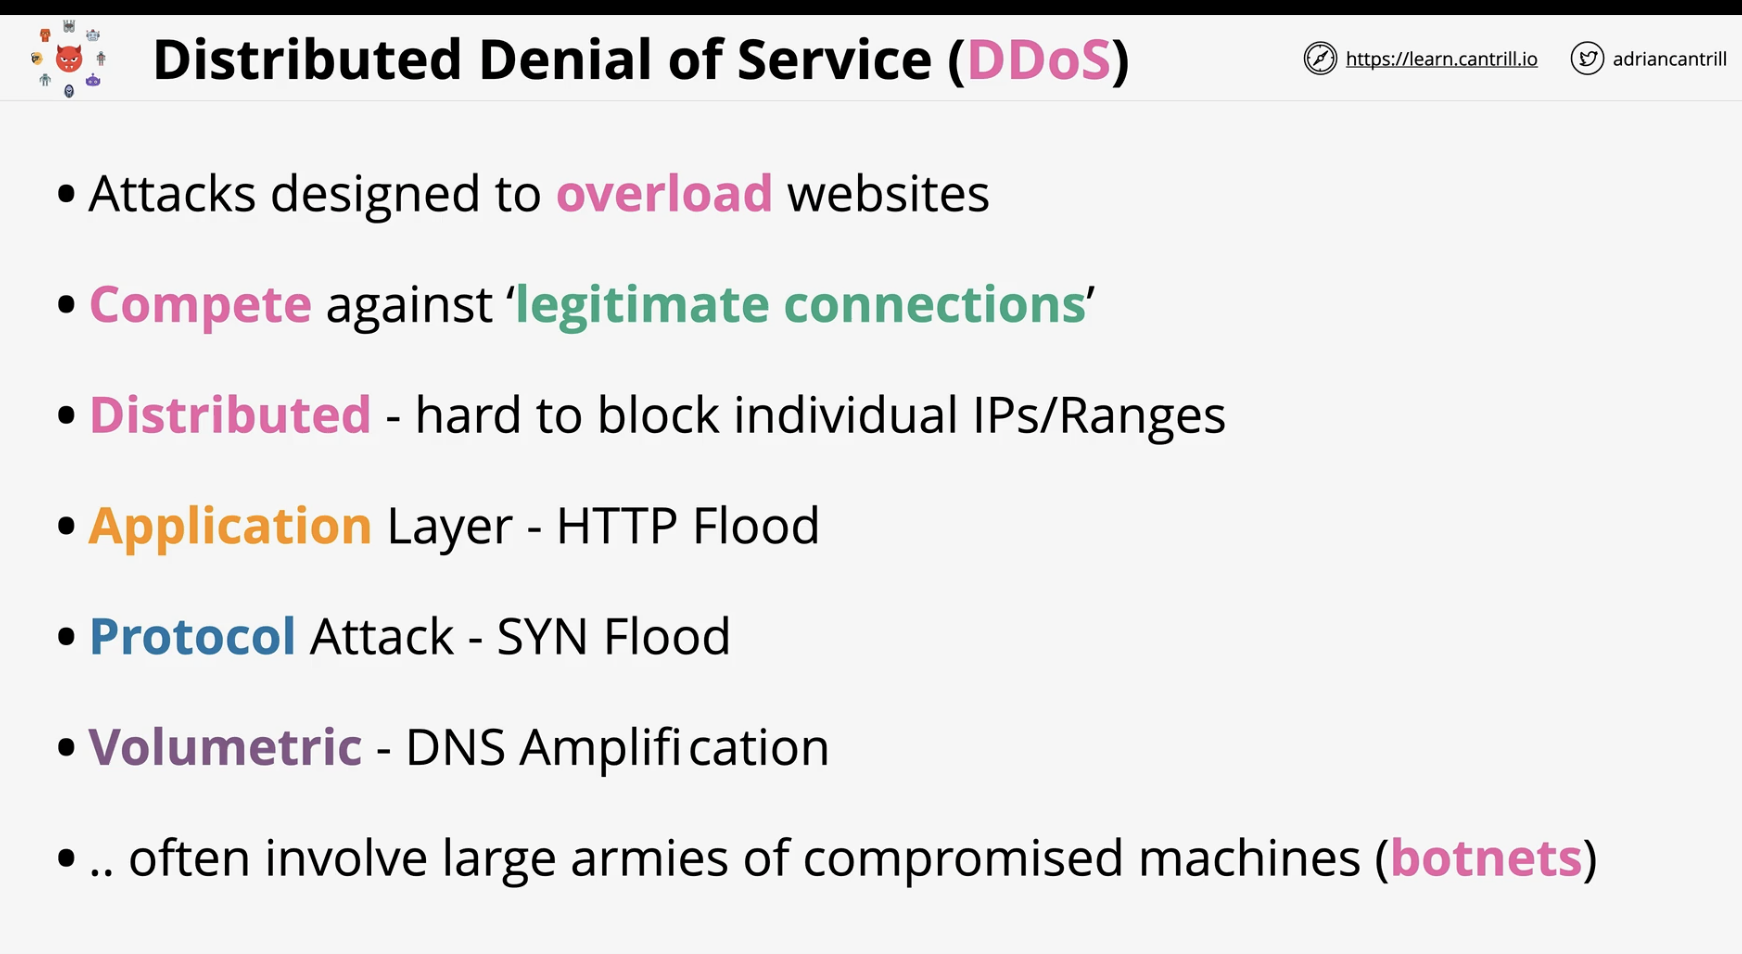 Distributed Denial of Service (DDoS)
https://learn.cantrill.io
adriancantrill
• Attacks designed to overload websites
• Compete against ‘legitimate connections’
• Distributed - hard to block individual IPs/Ranges
• Application Layer - HTTP Flood
• Protocol Attack - SYN Flood
• Volumetric - DNS Amplification
• .. often involve large armies of compromised machines (botnets)